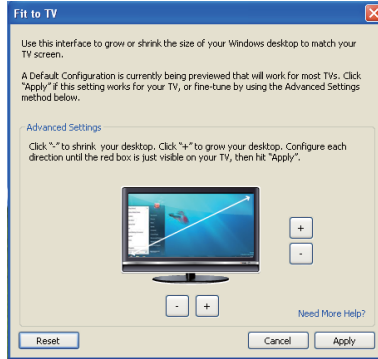 Fit to TV
Use this interface to grow or shrink the size of your Windows desktop to match your
TV screen.
A Default Configuration is currently being previewed that will work for most TVs. Click
"Apply" if this setting works for your TV, or fine-tune by using the Advanced Settings
method below.
Advanced Settings
Click "-" to shrink your desktop. Click "+" to grow your desktop. Configure each
direction until the red box is just visible on your TV, then hit "Apply".
+
-
- +
Need More Help?
Reset Cancel Apply